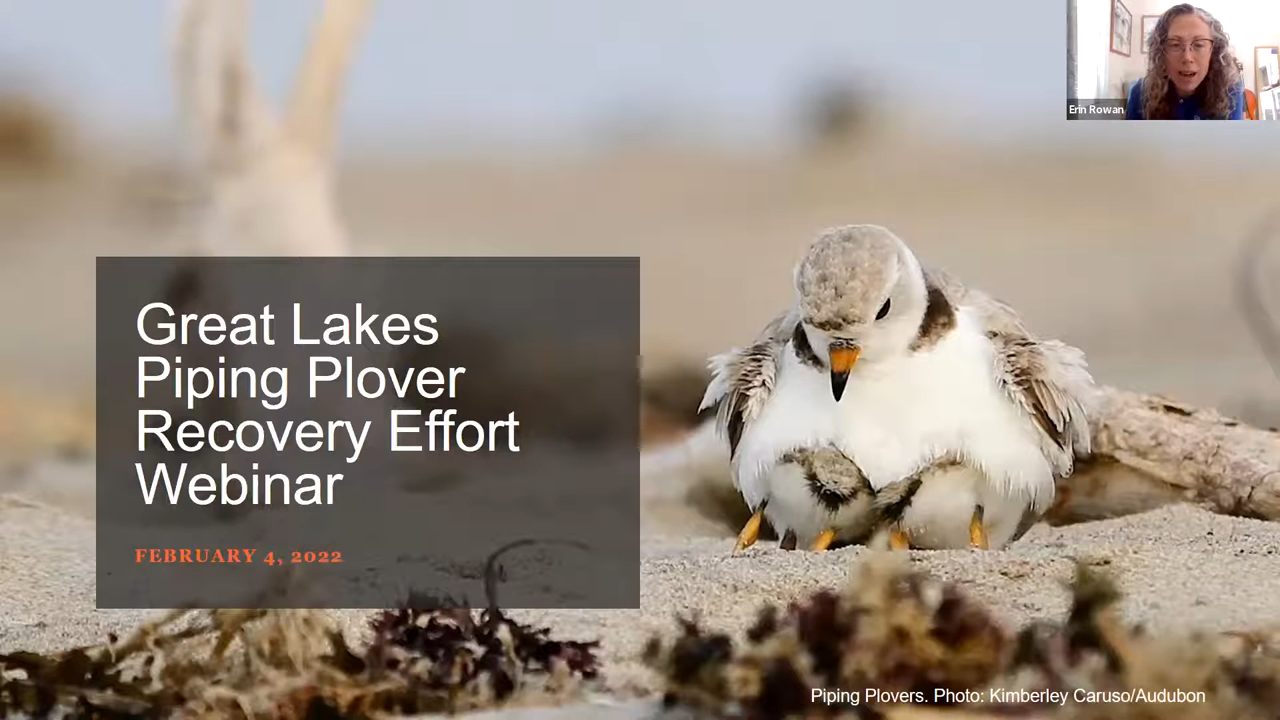 Erin Rowan
Great Lakes
Piping Plover
Recovery Effort
Webinar
FEBRUARY 4, 2022
Piping Plovers. Photo: Kimberley Caruso/Audubon